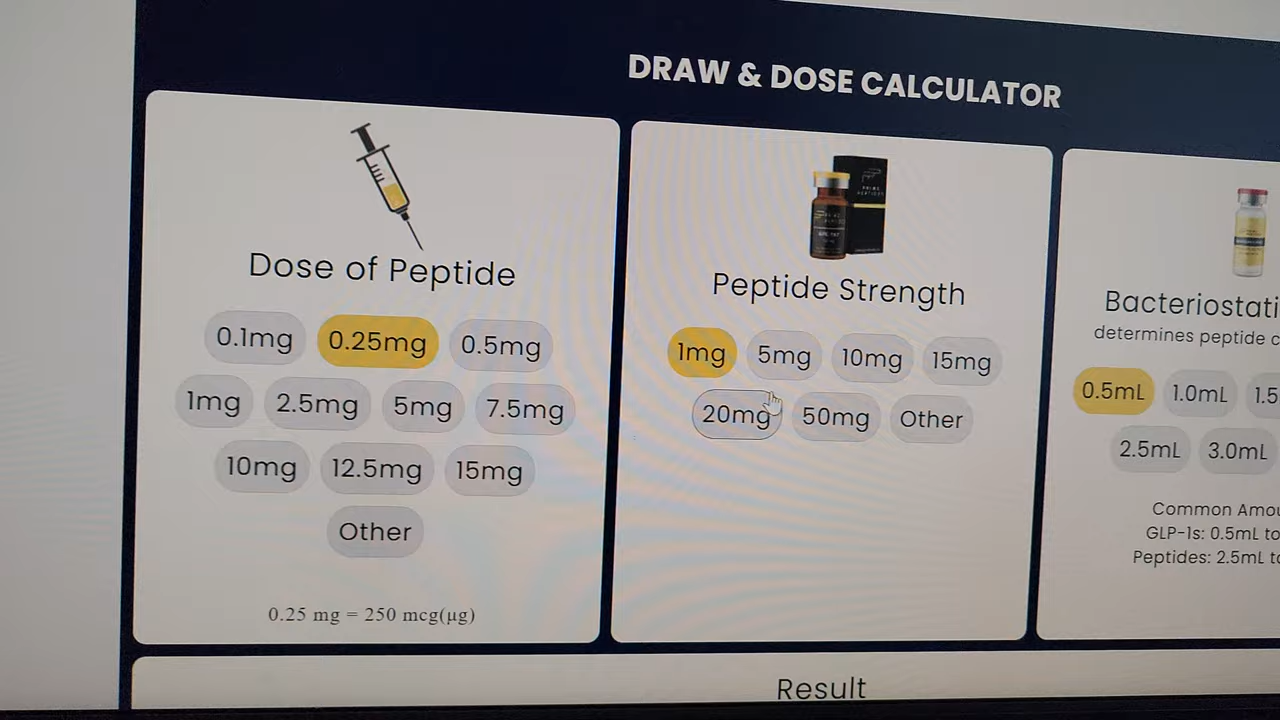 DRAW & DOSE CALCULATOR
Dose of Peptide
0.1mg 0.25mg 0.5mg
1mg 2.5mg 5mg 7.5mg
10mg 12.5mg 15mg
Other
0.25 mg = 250 mcg(µg)
Peptide Strength
1mg 5mg 10mg 15mg
20mg 50mg Other
Bacteriostati
determines peptide c
0.5mL 1.0mL 1.5
2.5mL 3.0mL
Common Amou
GLP-1s: 0.5mL to
Peptides: 2.5mL to
Result